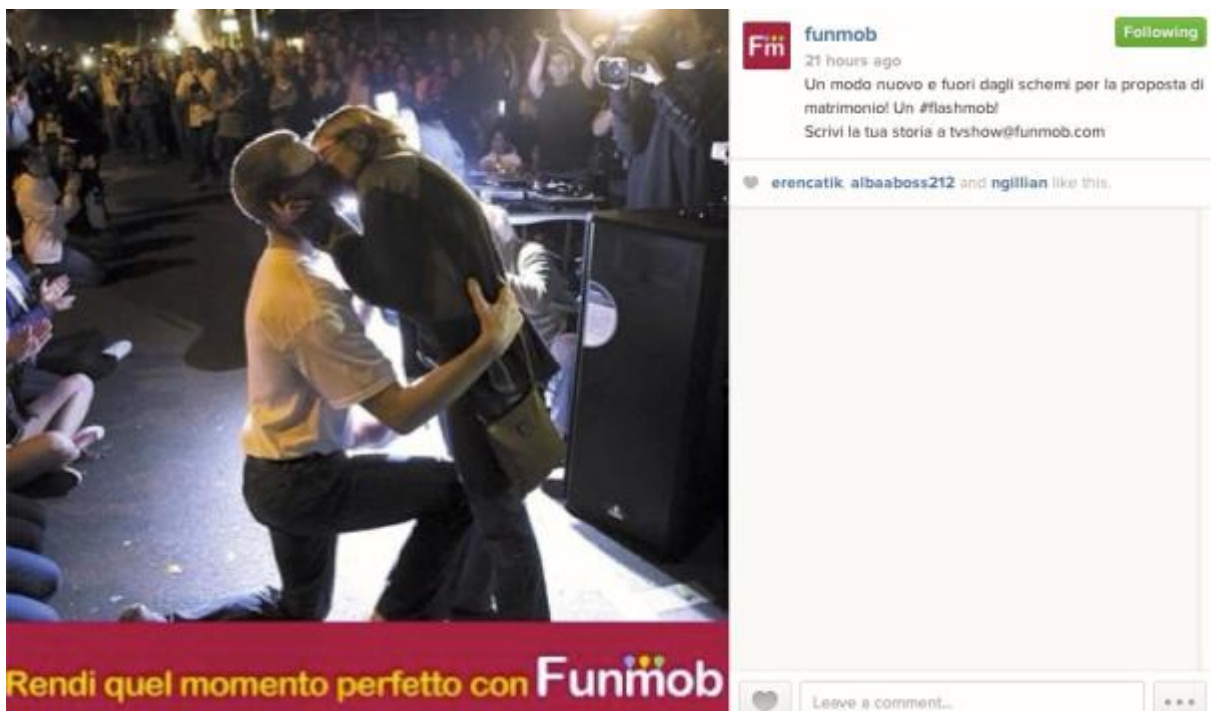 Fm
funmob
Following
21 hours ago
Un modo nuovo e fuori dagli schemi per la proposta di
matrimonio! Un #flashmob!
Scrivi la tua storia a tvshow@funmob.com
erencatik, albaaboss212 and ngillian like this.
Leave a comment...
Rendi quel momento perfetto con Funmob